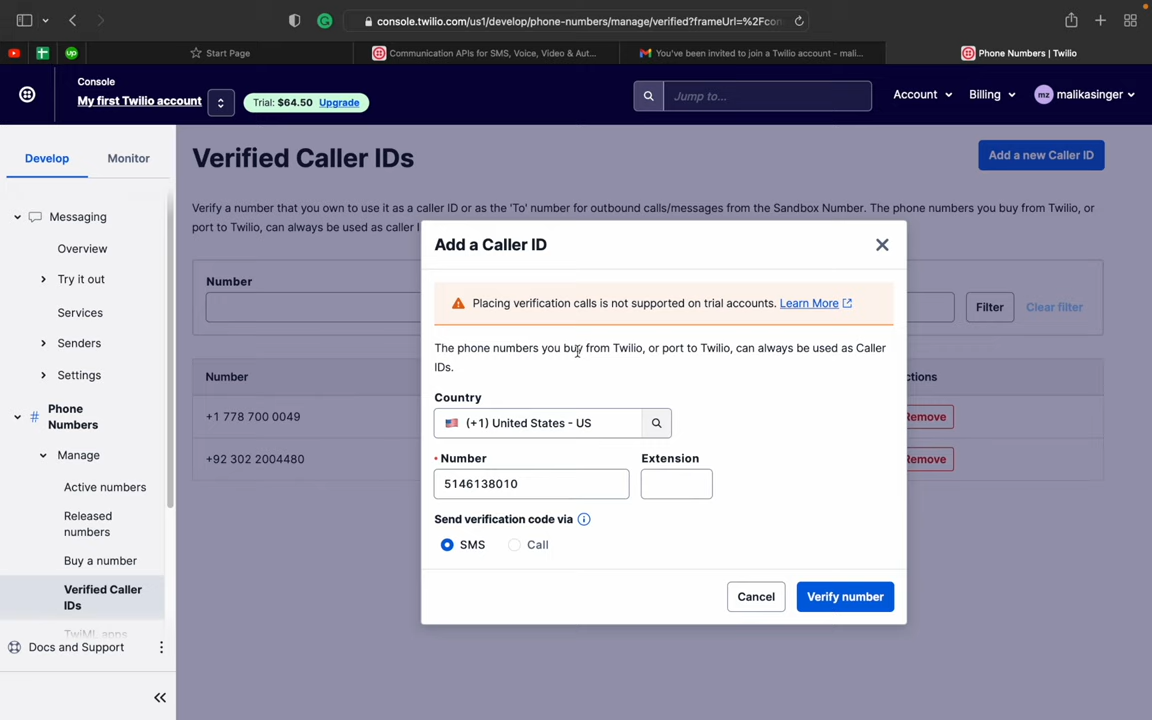 console.twilio.com/us1/develop/phone-numbers/manage/verified?frameUrl=%2Fcon
up
Start Page
Communication APIs for SMS, Voice, Video & Aut...
You've been invited to join a Twilio account - mali...
Phone Numbers | Twilio
Console
My first Twilio account
Trial: $64.50 Upgrade
Jump to...
Account
Billing
mz malikasinger
Develop
Monitor
Messaging
Overview
Try it out
Services
Senders
Settings
# Phone
Numbers
Manage
Active numbers
Released
numbers
Buy a number
Verified Caller
IDs
TwiML apps
Docs and Support
Verified Caller IDs
Add a new Caller ID
Verify a number that you own to use it as a caller ID or as the 'To' number for outbound calls/messages from the Sandbox Number. The phone numbers you buy from Twilio, or
port to Twilio, can always be used as caller I
Number
Filter
Clear filter
Number
ctions
+1 778 700 0049
Remove
+92 302 2004480
Remove
Add a Caller ID
Placing verification calls is not supported on trial accounts. Learn More
The phone numbers you buy from Twilio, or port to Twilio, can always be used as Caller
IDs.
Country
(+1) United States - US
• Number
Extension
5146138010
Send verification code via
SMS
Call
Cancel
Verify number